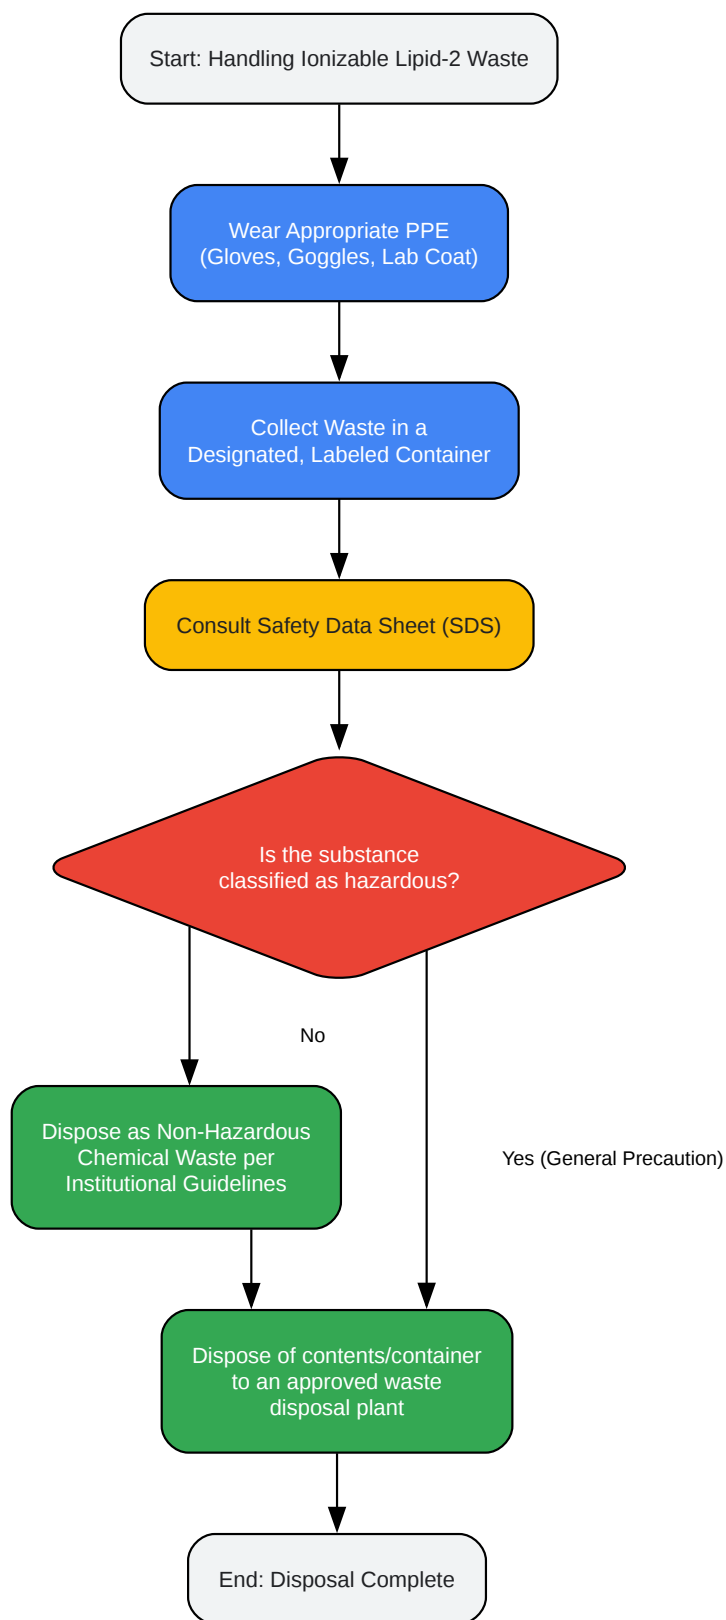 Start: Handling Ionizable Lipid-2 Waste
Wear Appropriate PPE
(Gloves, Goggles, Lab Coat)
Collect Waste in a
Designated, Labeled Container
Consult Safety Data Sheet (SDS)
Is the substance
classified as hazardous?
No
Dispose as Non-Hazardous
Chemical Waste per
Institutional Guidelines
Yes (General Precaution)
Dispose of contents/container
to an approved waste
disposal plant
End: Disposal Complete